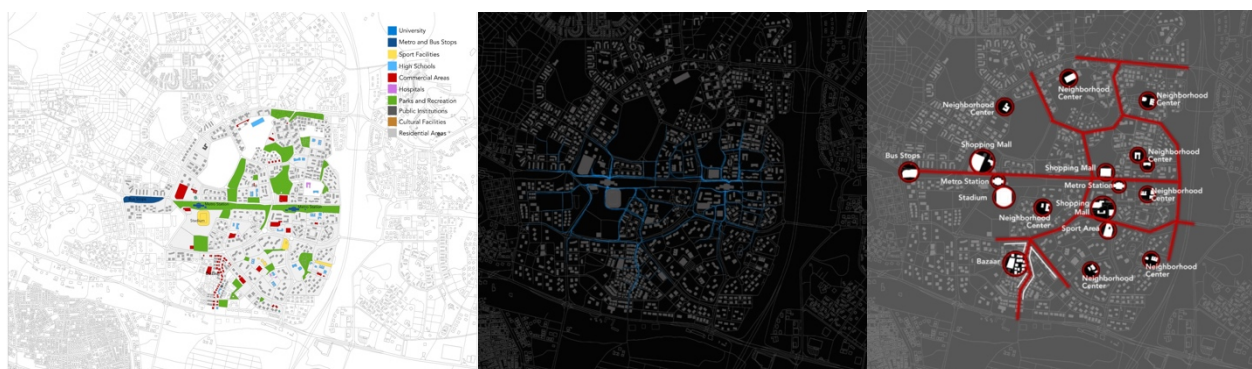 University
Metro and Bus Stops
Sport Facilities
High Schools
Commercial Areas
Hospitals
Parks and Recreation
Public Institutions
Cultural Facilities
Residential Areas
Stadium
Neighborhood
Center
Neighborhood
Center
Neighborhood
Center
Shopping Mall
Bus Stops
Neighborhood
Center
Shopping Mall
Metro Station
Metro Station
Stadium
Neighborhood
Center
Shopping
Mall
Neighborhood
Center
Sport Area
Bazaar
Neighborhood
Center
Neighborhood
Center